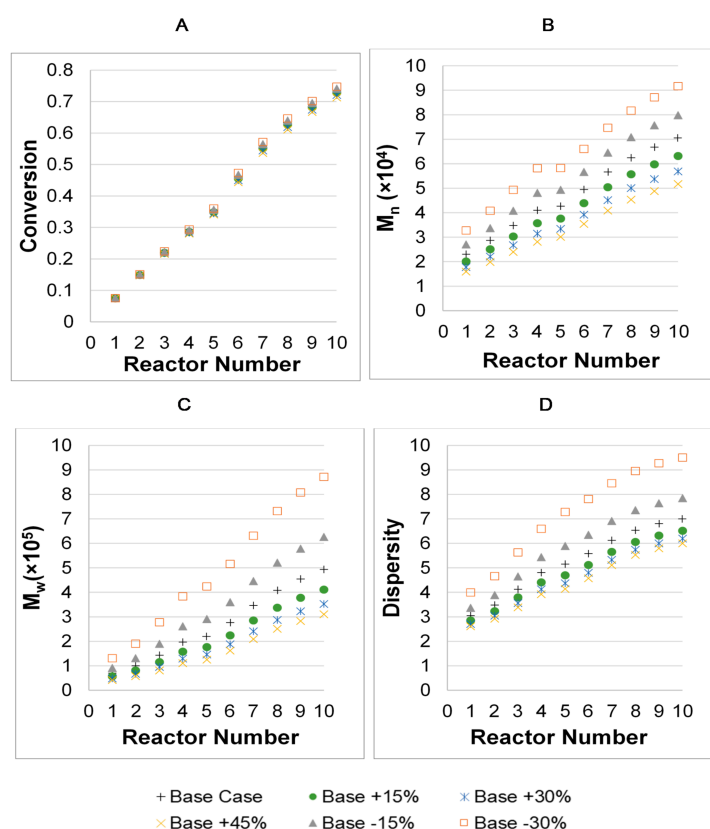 A
0.8
0.7
0.6
0.5
0.4
0.3
0.2
0.1
0
Conversion
0 1 2 3 4 5 6 7 8 9 10
Reactor Number
B
10
9
8
7
6
5
4
3
2
1
0
Mn (×10⁴)
0 1 2 3 4 5 6 7 8 9 10
Reactor Number
C
10
9
8
7
6
5
4
3
2
1
0
Mw(×10⁵)
0 1 2 3 4 5 6 7 8 9 10
Reactor Number
D
10
9
8
7
6
5
4
3
2
1
0
Dispersity
0 1 2 3 4 5 6 7 8 9 10
Reactor Number
Base Case Base +15% Base +30%
Base +45% Base -15% Base -30%